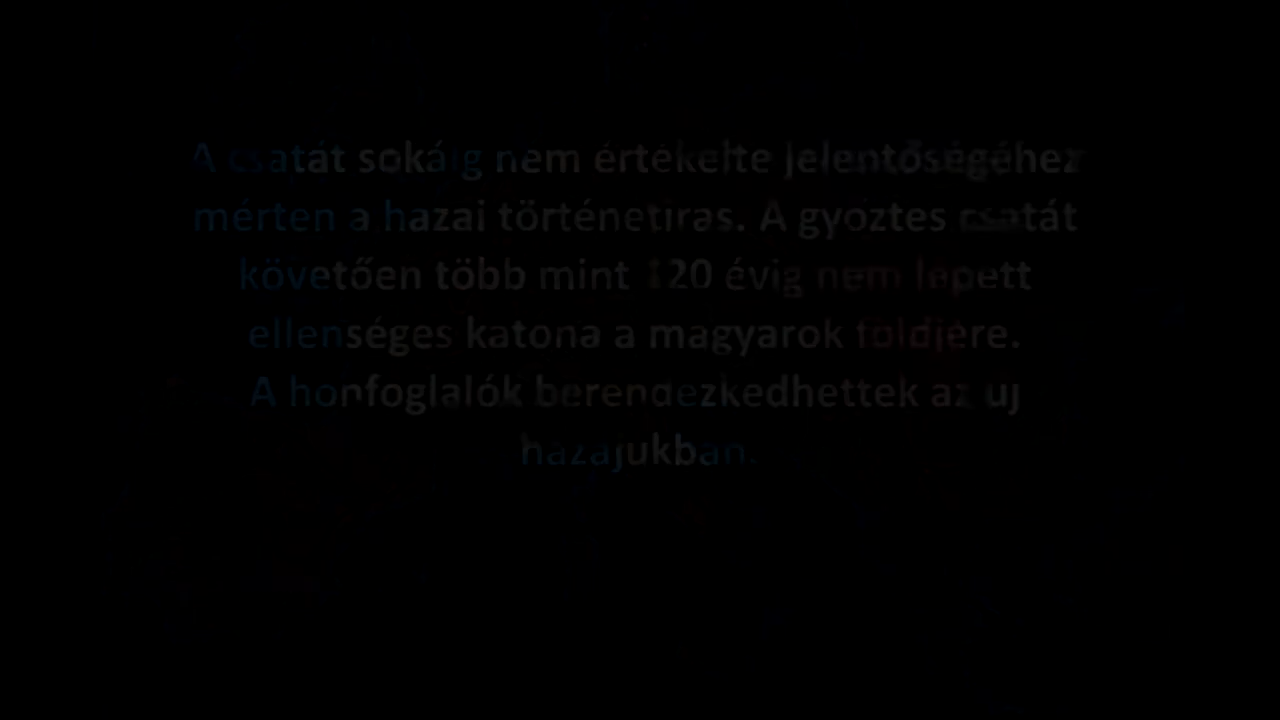 A csatát sokáig nem értékelte jelentőségéhez
mérten a hazai történetírás. A győztes csatát
követően több mint 120 évig nem lépett
ellenséges katona a magyarok földjére.
A honfoglalók berendezkedhettek az új
hazájukban.